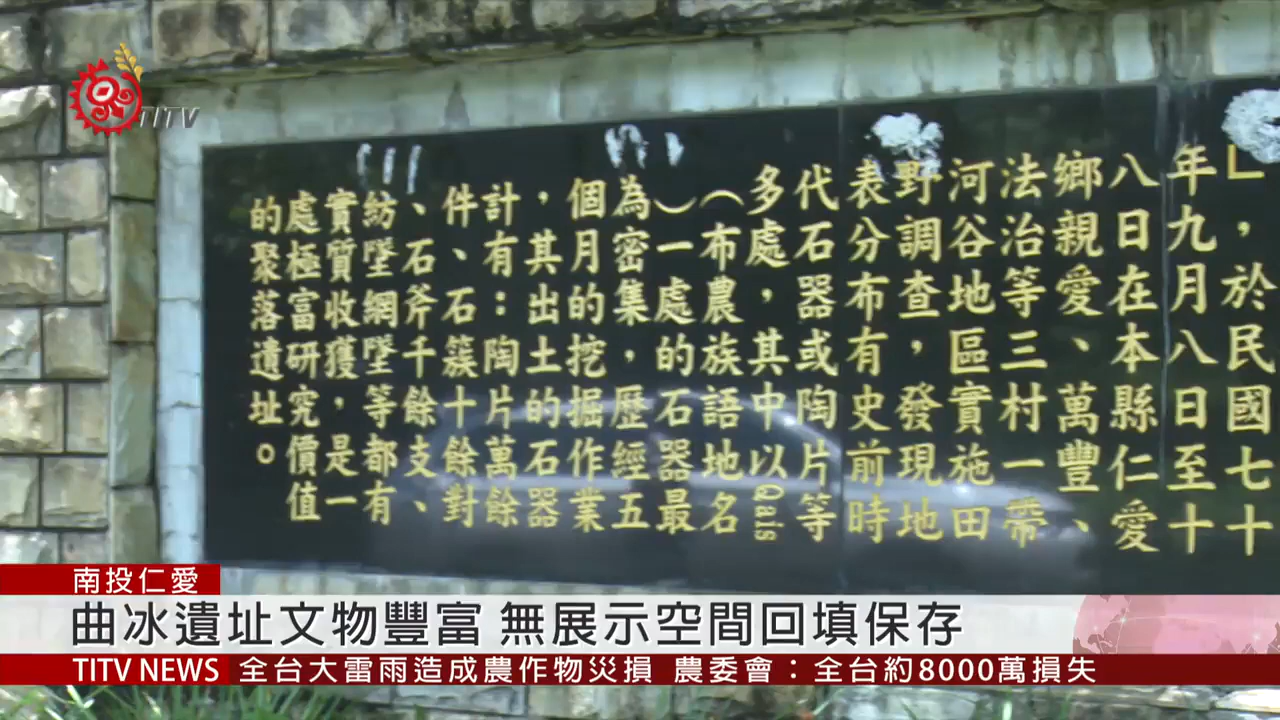 TITV
」，於民國七十
年九月八日至十
八日在本縣仁愛
鄉親愛、萬豐、
法治等三村一帶
河谷地區實施田
野調查，發現地
表分布有史前時
代石器或陶片等
多處，其中以Qais
（布農族語地名
）一處的石器最
為密集，歷經五
個月的挖掘作業
，其出土的石器
計有：陶片萬餘
件、石簇十餘對
、石斧千餘支、
紡墜網墜等都有
實質收獲，是一
處極富研究價值
的聚落遺址。
南投仁愛
曲冰遺址文物豐富 無展示空間回填保存
TITV NEWS 全台大雷雨造成農作物災損 農委會：全台約8000萬損失